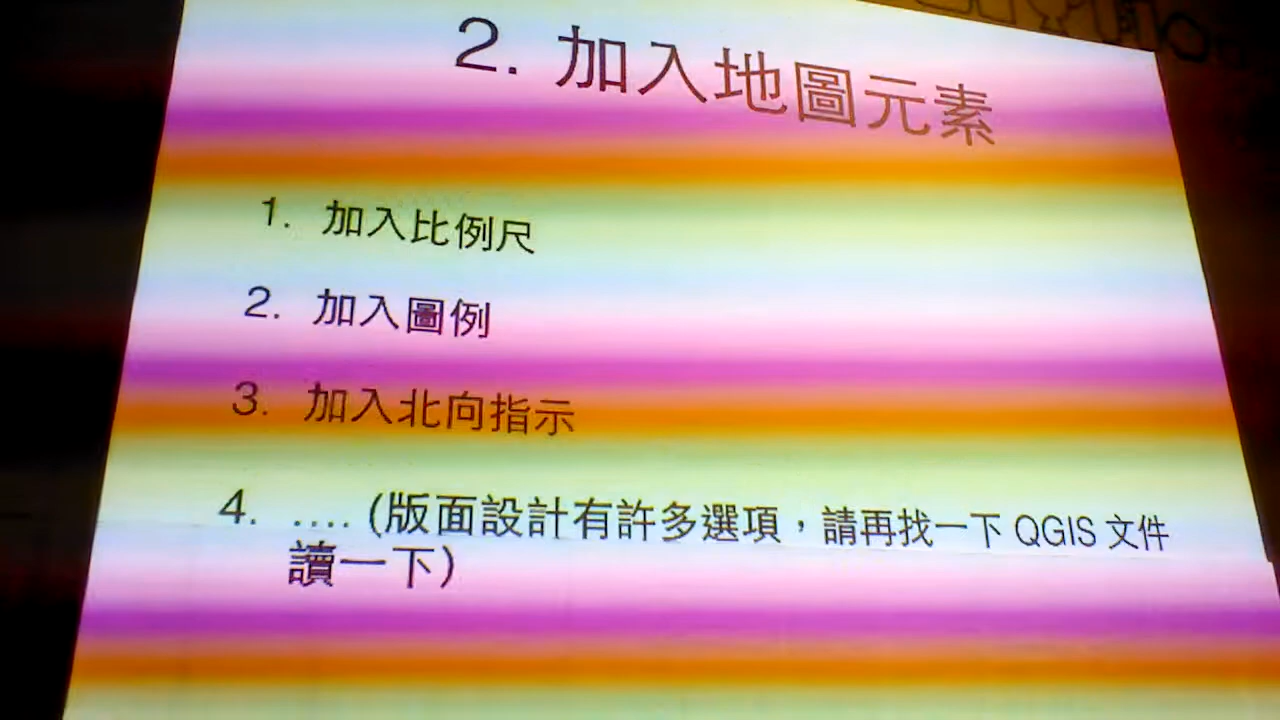 2. 加入地圖元素
1. 加入比例尺
2. 加入圖例
3. 加入北向指示
4. .... (版面設計有許多選項,請再找一下 QGIS 文件
讀一下)